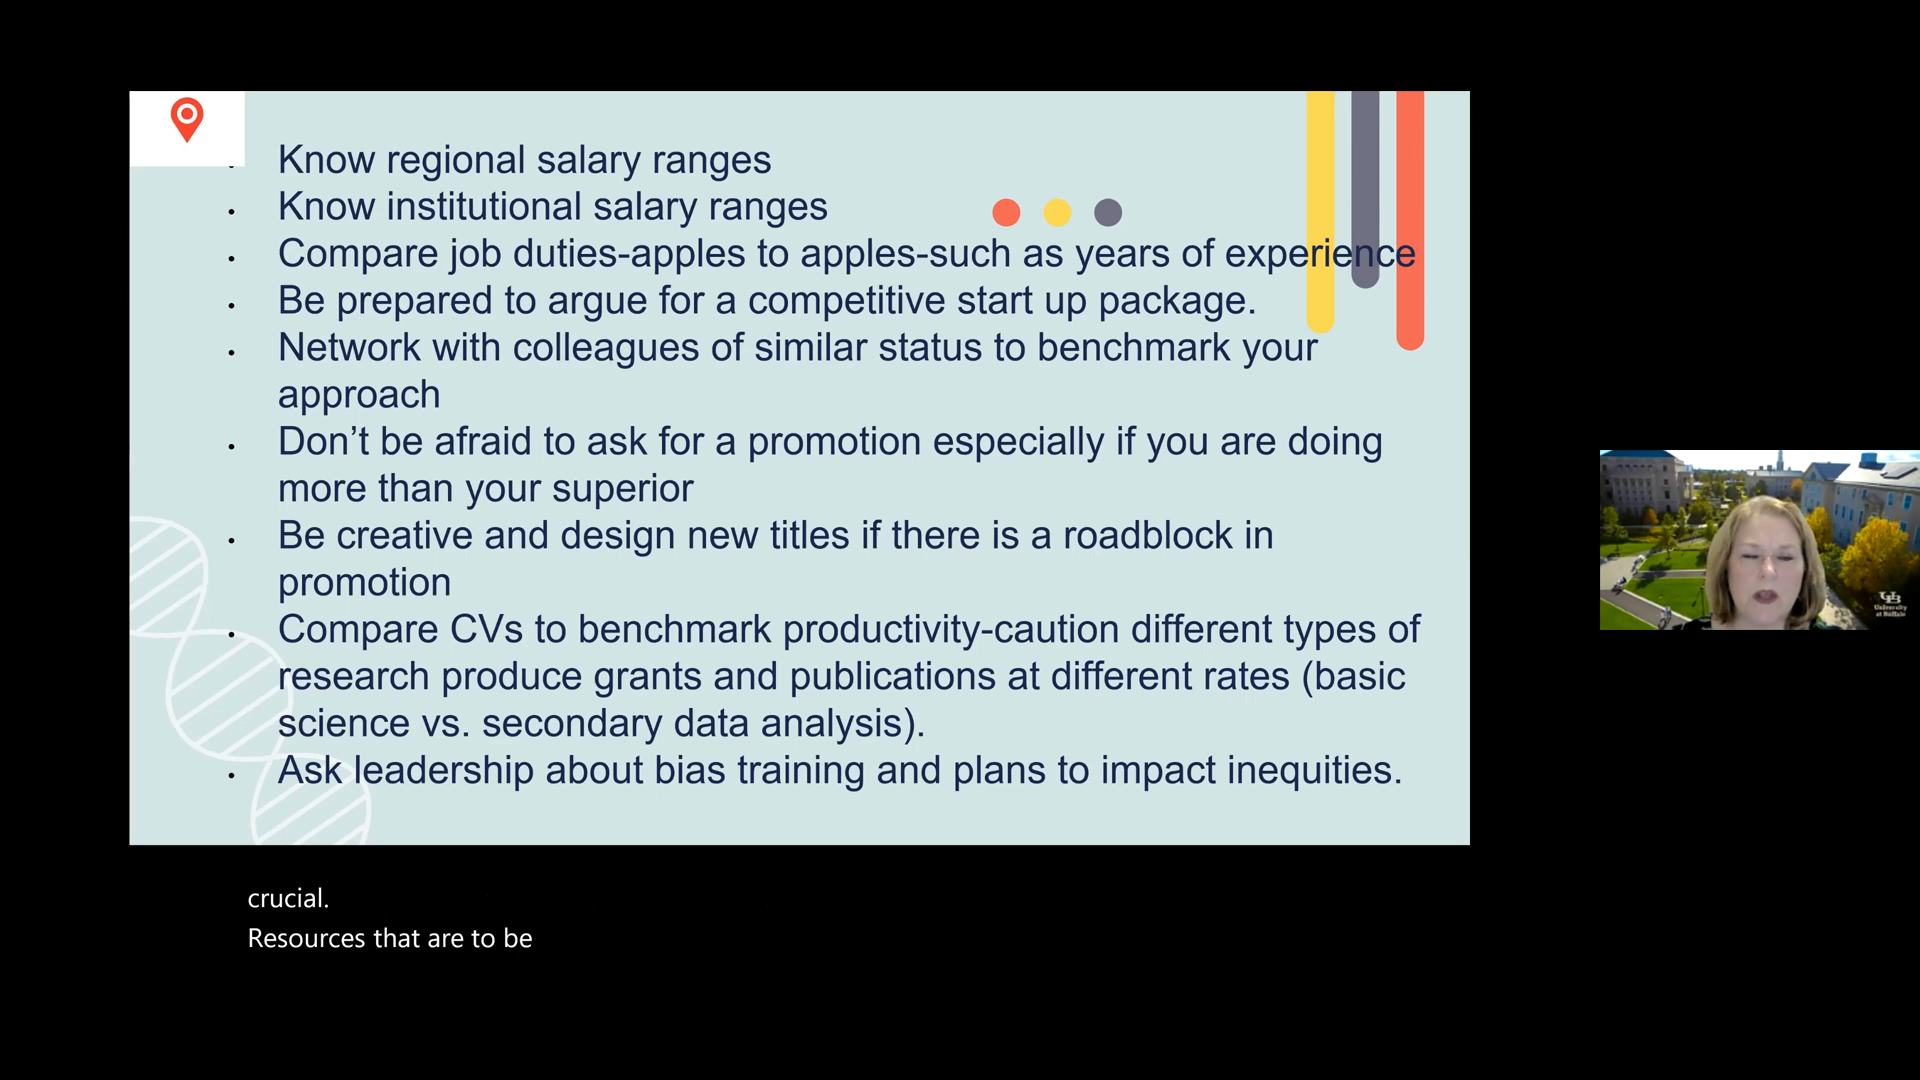 Know regional salary ranges
Know institutional salary ranges
Compare job duties-apples to apples-such as years of experience
Be prepared to argue for a competitive start up package.
Network with colleagues of similar status to benchmark your
approach
Don’t be afraid to ask for a promotion especially if you are doing
more than your superior
Be creative and design new titles if there is a roadblock in
promotion
Compare CVs to benchmark productivity-caution different types of
research produce grants and publications at different rates (basic
science vs. secondary data analysis).
Ask leadership about bias training and plans to impact inequities.
University
at Buffalo
crucial.
Resources that are to be